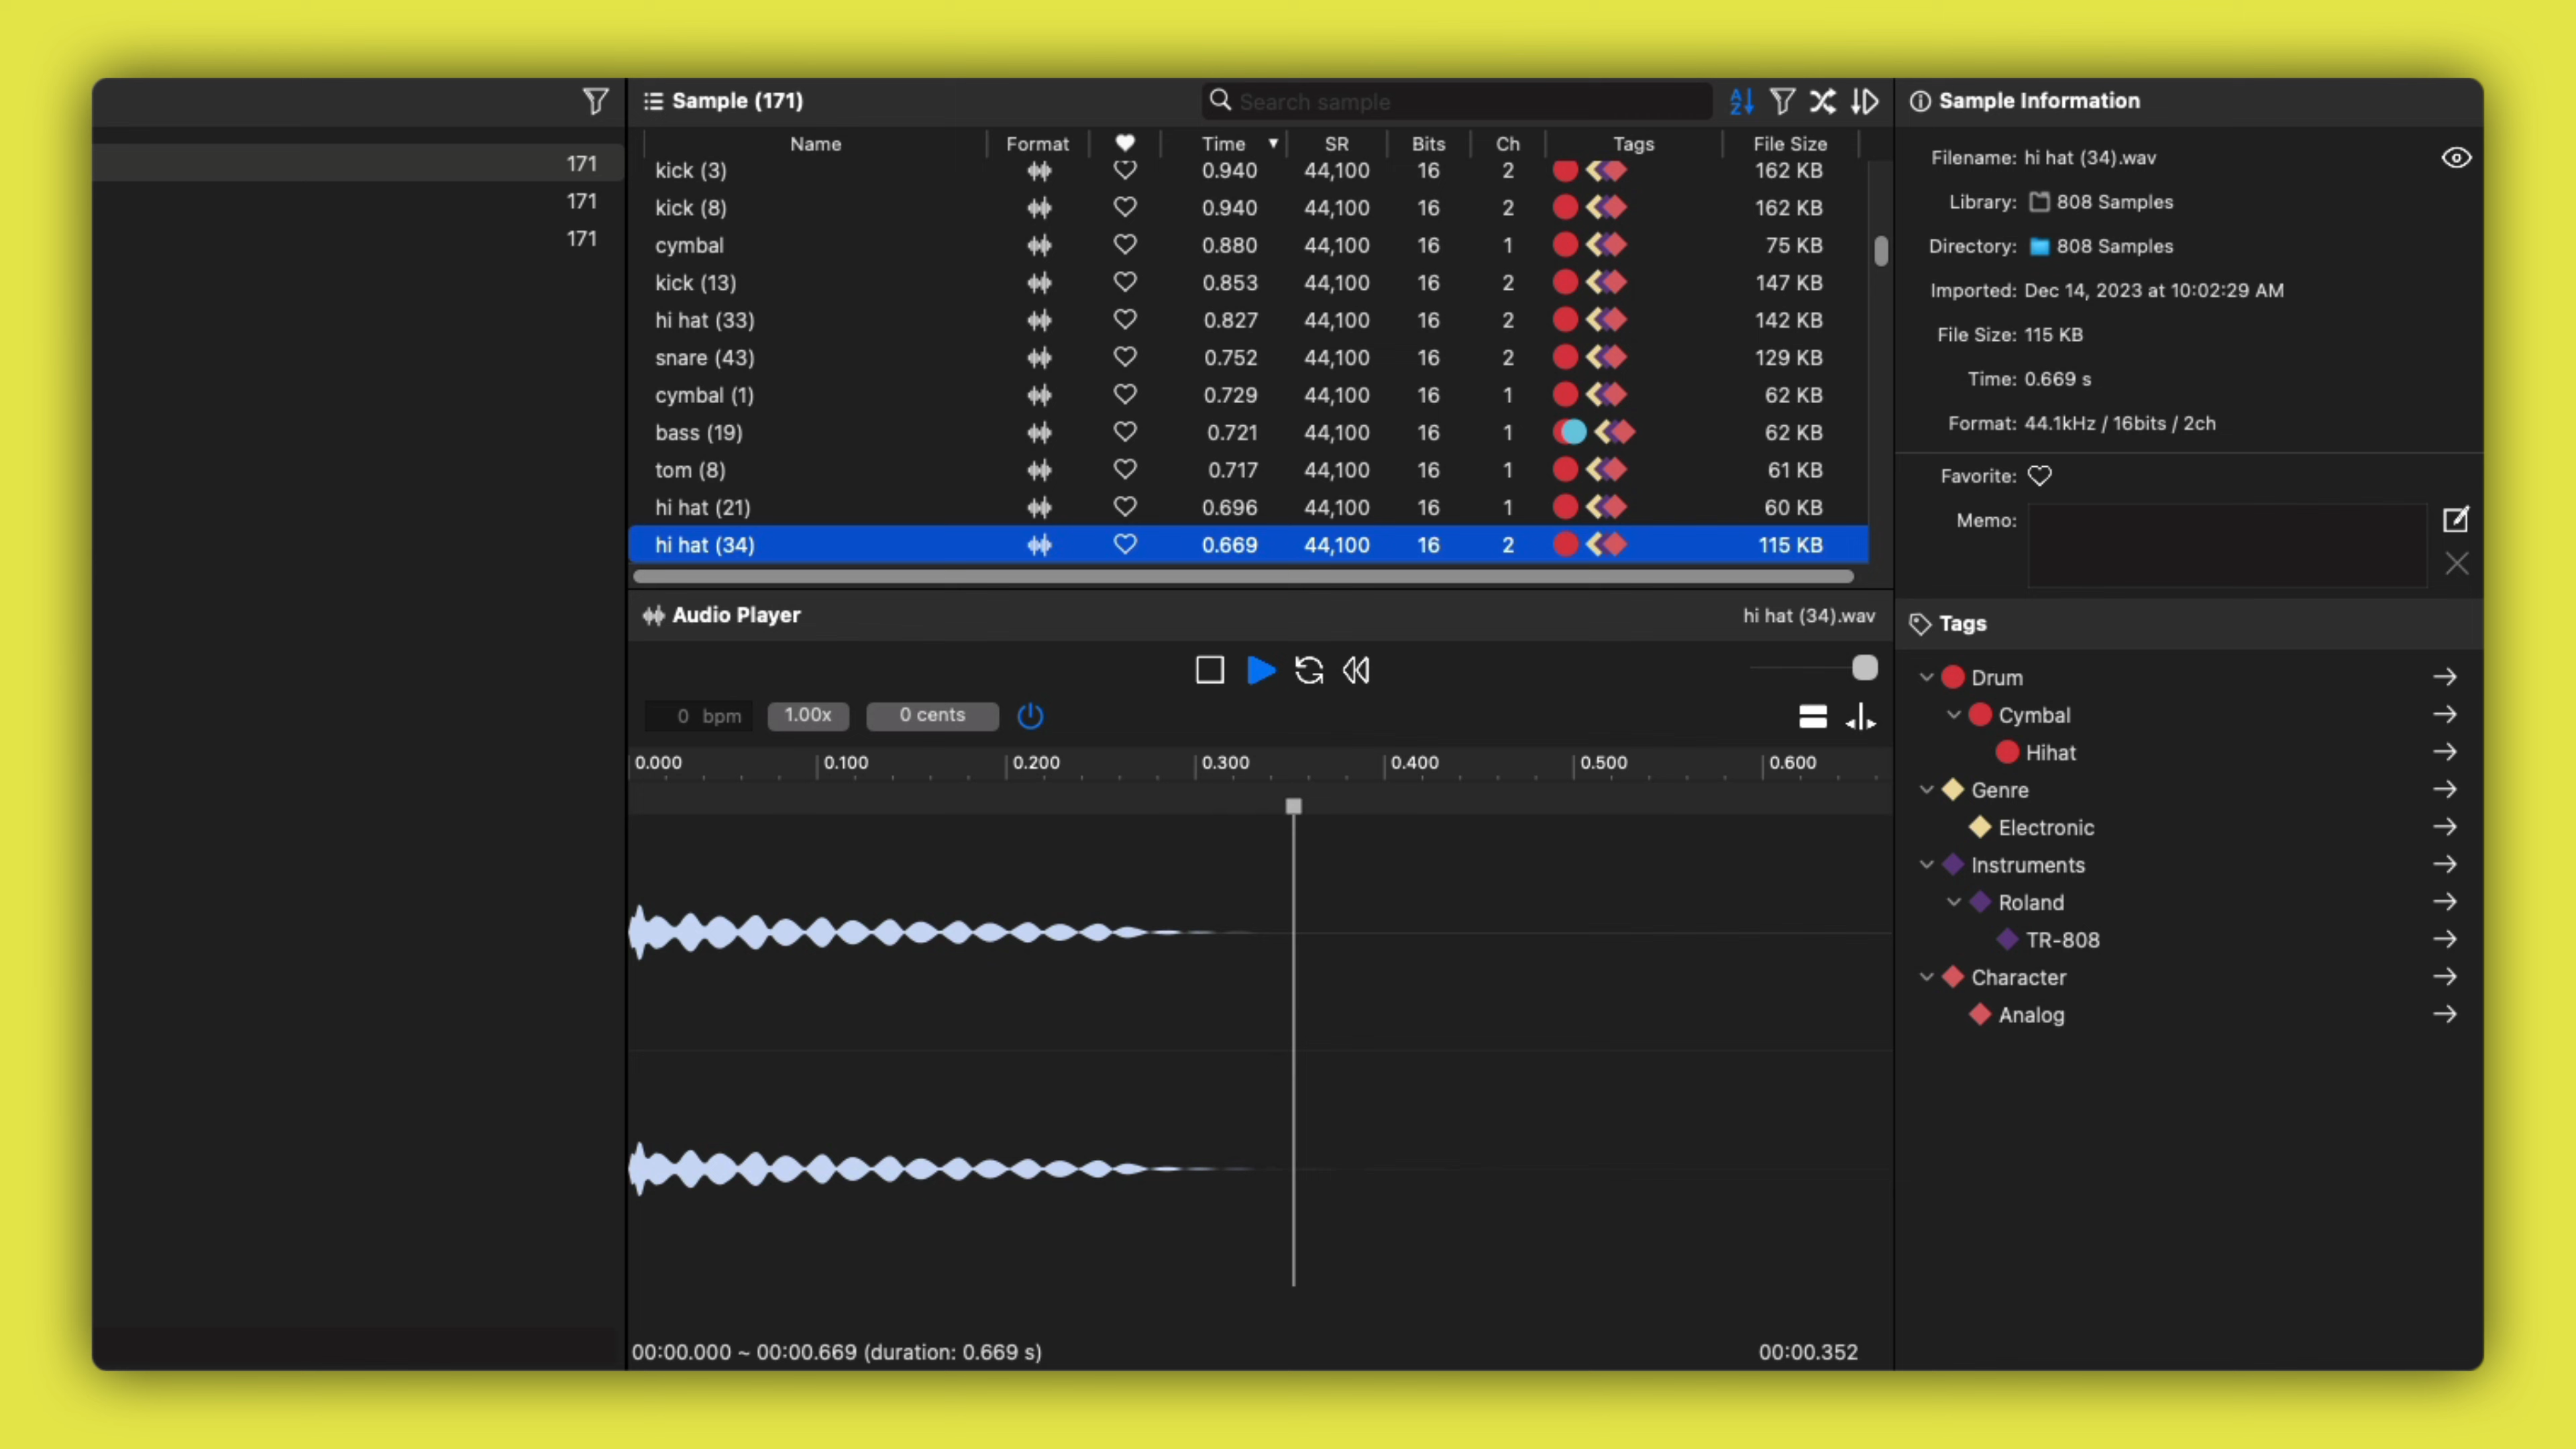 171
171
171
Sample (171)
Search sample
Name Format Time ▼ SR Bits Ch Tags File Size
kick (3) 0.940 44,100 16 2 162 KB
kick (8) 0.940 44,100 16 2 162 KB
cymbal 0.880 44,100 16 1 75 KB
kick (13) 0.853 44,100 16 2 147 KB
hi hat (33) 0.827 44,100 16 2 142 KB
snare (43) 0.752 44,100 16 2 129 KB
cymbal (1) 0.729 44,100 16 1 62 KB
bass (19) 0.721 44,100 16 1 62 KB
tom (8) 0.717 44,100 16 1 61 KB
hi hat (21) 0.696 44,100 16 1 60 KB
hi hat (34) 0.669 44,100 16 2 115 KB
Audio Player hi hat (34).wav
0 bpm 1.00x 0 cents
0.000 0.100 0.200 0.300 0.400 0.500 0.600
00:00.000 ~ 00:00.669 (duration: 0.669 s) 00:00.352
Sample Information
Filename: hi hat (34).wav
Library: 808 Samples
Directory: 808 Samples
Imported: Dec 14, 2023 at 10:02:29 AM
File Size: 115 KB
Time: 0.669 s
Format: 44.1kHz / 16bits / 2ch
Favorite:
Memo:
Tags
Drum
Cymbal
Hihat
Genre
Electronic
Instruments
Roland
TR-808
Character
Analog